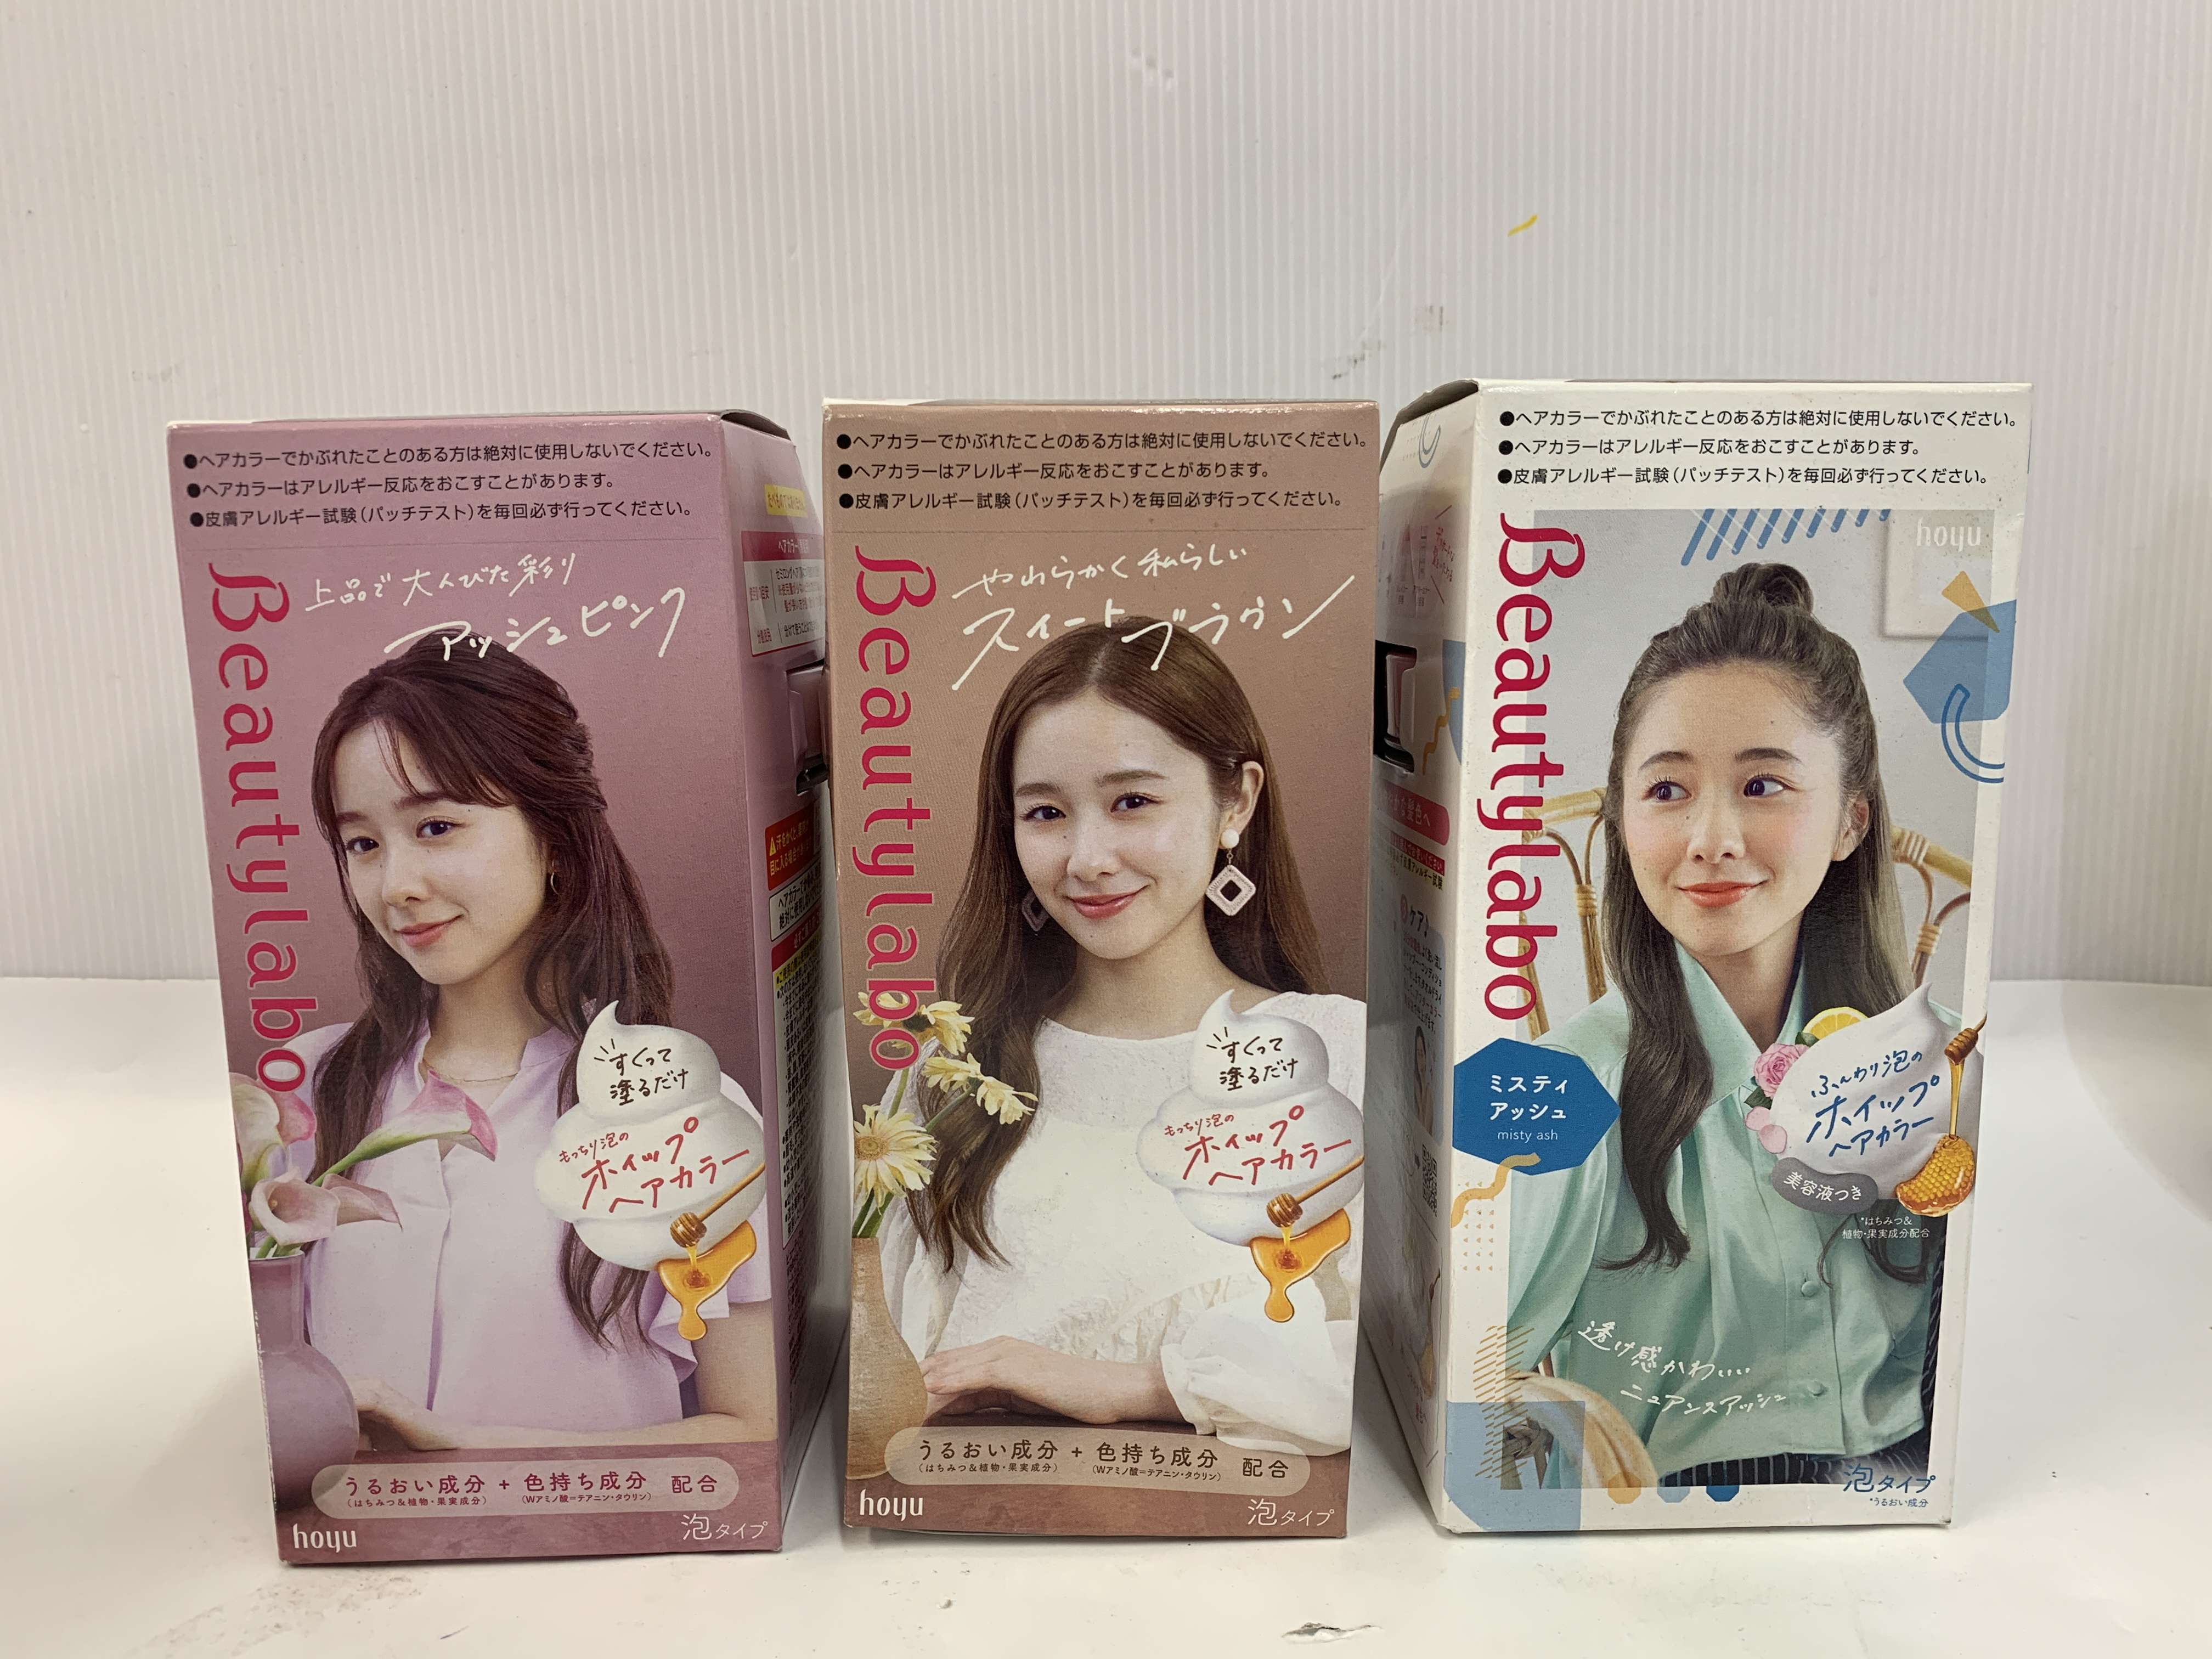 ●ヘアカラーでかぶれたことのある方は絶対に使用しないでください。
●ヘアカラーはアレルギー反応をおこすことがあります。
●皮膚アレルギー試験(パッチテスト)を毎回必ず行ってください。
Beautylabo
上品で大人びた彩り
アッシュピンク
すくって
塗るだけ
もっちり泡の
ホイップ
ヘアカラー
うるおい成分 + 色持ち成分 配合
(はちみつ&植物・果実成分) (Wアミノ酸=テアニン・タウリン)
hoyu
泡タイプ
●ヘアカラーでかぶれたことのある方は絶対に使用しないでください。
●ヘアカラーはアレルギー反応をおこすことがあります。
●皮膚アレルギー試験(パッチテスト)を毎回必ず行ってください。
Beautylabo
やわらかく私らしい
スイートブラウン
すくって
塗るだけ
もっちり泡の
ホイップ
ヘアカラー
うるおい成分 + 色持ち成分 配合
(はちみつ&植物・果実成分) (Wアミノ酸=テアニン・タウリン)
hoyu
泡タイプ
●ヘアカラーでかぶれたことのある方は絶対に使用しないでください。
●ヘアカラーはアレルギー反応をおこすことがあります。
●皮膚アレルギー試験(パッチテスト)を毎回必ず行ってください。
hoyu
Beautylabo
ミスティ
アッシュ
misty ash
ふんわり泡の
ホイップ
ヘアカラー
美容液つき
*はちみつ&
植物・果実成分配合
透け感かわいい
ニュアンスアッシュ
泡タイプ
*うるおい成分